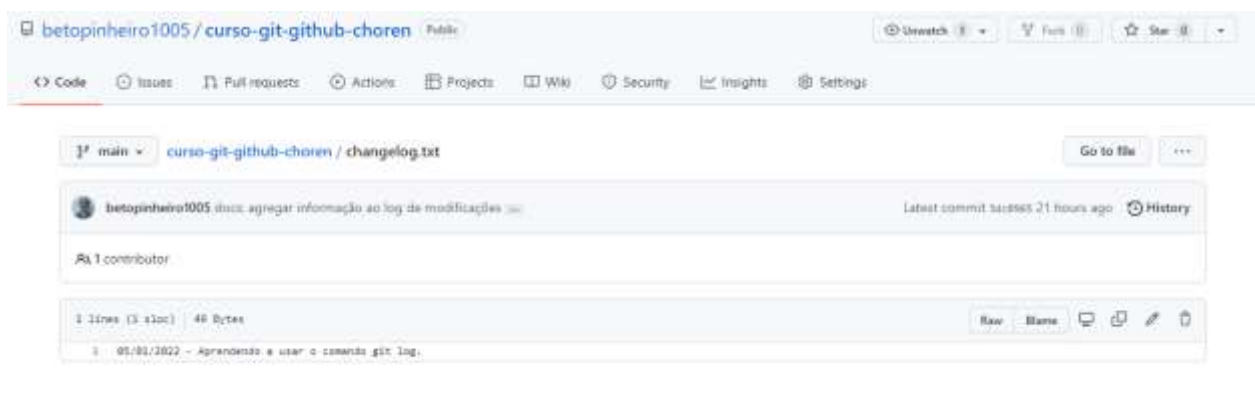 betopinheiro1005 / curso-git-github-choren Public
Unwatch 1 Fork 0 Star 0
Code Issues Pull requests Actions Projects Wiki Security Insights Settings
main curso-git-github-choren / changelog.txt Go to file ...
betopinheiro1005 docs: agregar informação ao log de modificações ... Latest commit 21 hours ago History
1 contributor
1 lines (1 sloc) Bytes Raw Blame
1 05/01/2022 - Aprendendo a usar o comando git log.